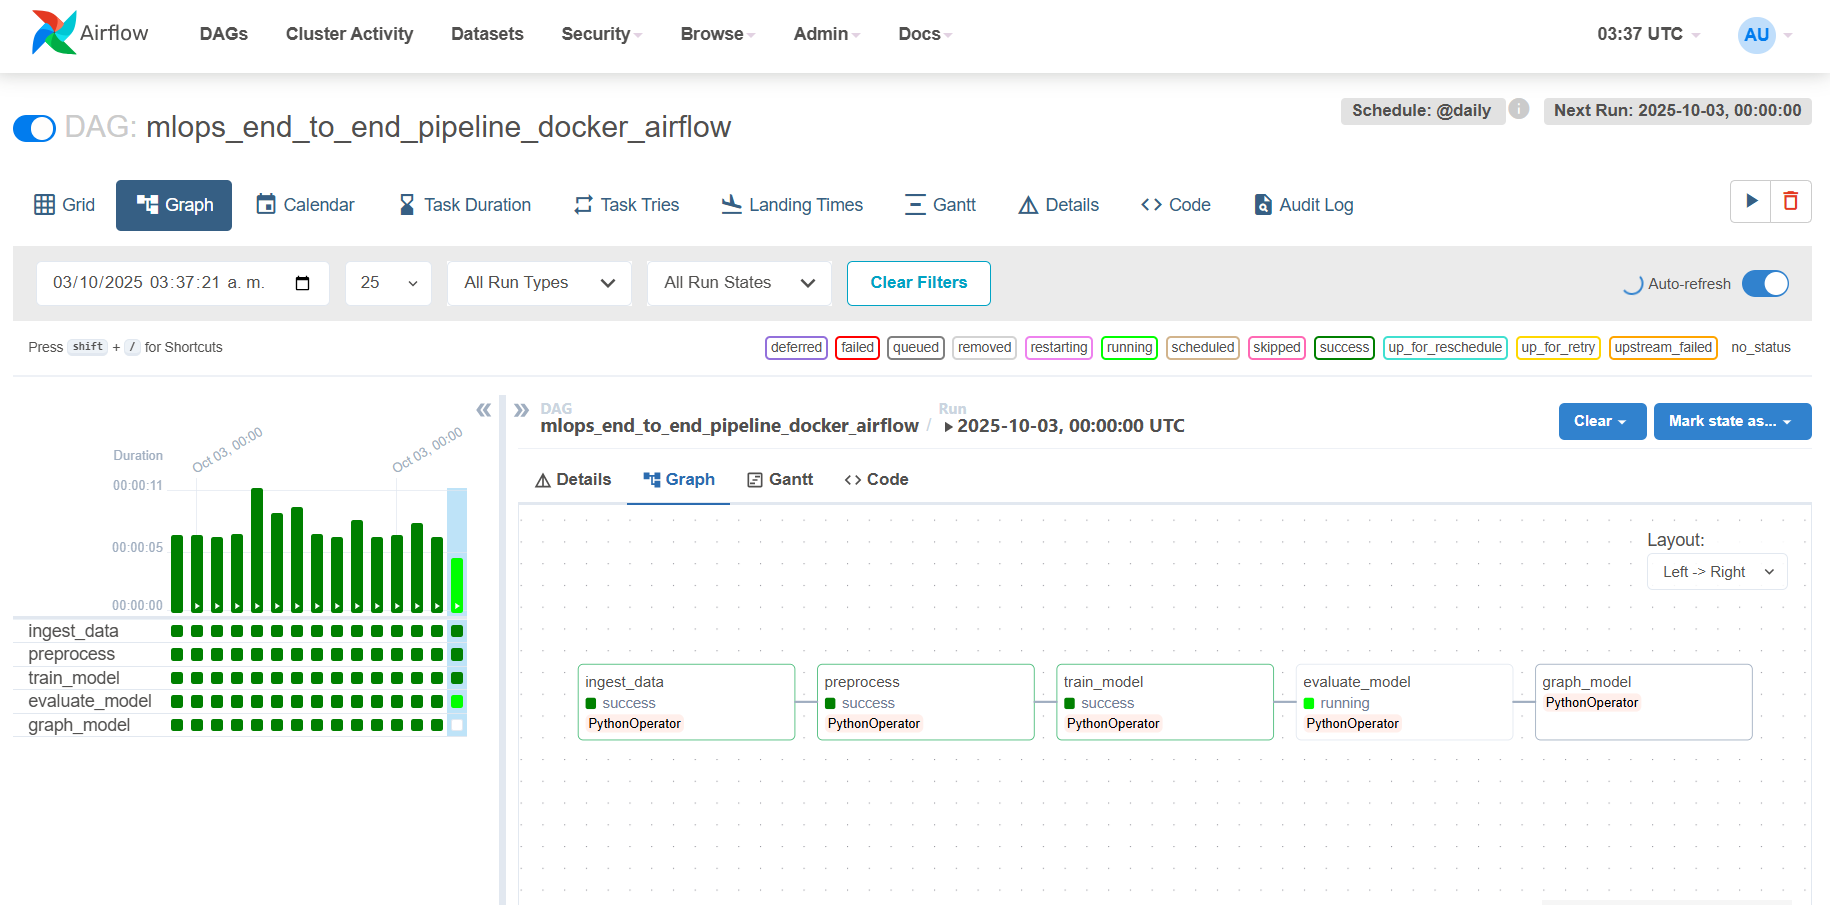 Airflow DAGs Cluster Activity Datasets Security Browse Admin Docs 03:37 UTC AU
Schedule: @daily i Next Run: 2025-10-03, 00:00:00
DAG: mlops_end_to_end_pipeline_docker_airflow
Grid Graph Calendar Task Duration Task Tries Landing Times Gantt Details Code Audit Log
03/10/2025 03:37:21 a. m. 25 All Run Types All Run States Clear Filters Auto-refresh
Press shift + / for Shortcuts deferred failed queued removed restarting running scheduled skipped success up_for_reschedule up_for_retry upstream_failed no_status
DAG Run
mlops_end_to_end_pipeline_docker_airflow / 2025-10-03, 00:00:00 UTC Clear Mark state as...
Duration Oct 03, 00:00 Oct 03, 00:00
00:00:11
00:00:05
00:00:00
ingest_data
preprocess
train_model
evaluate_model
graph_model
Details Graph Gantt Code
Layout:
Left -> Right
ingest_data
success
PythonOperator
preprocess
success
PythonOperator
train_model
success
PythonOperator
evaluate_model
running
PythonOperator
graph_model
PythonOperator